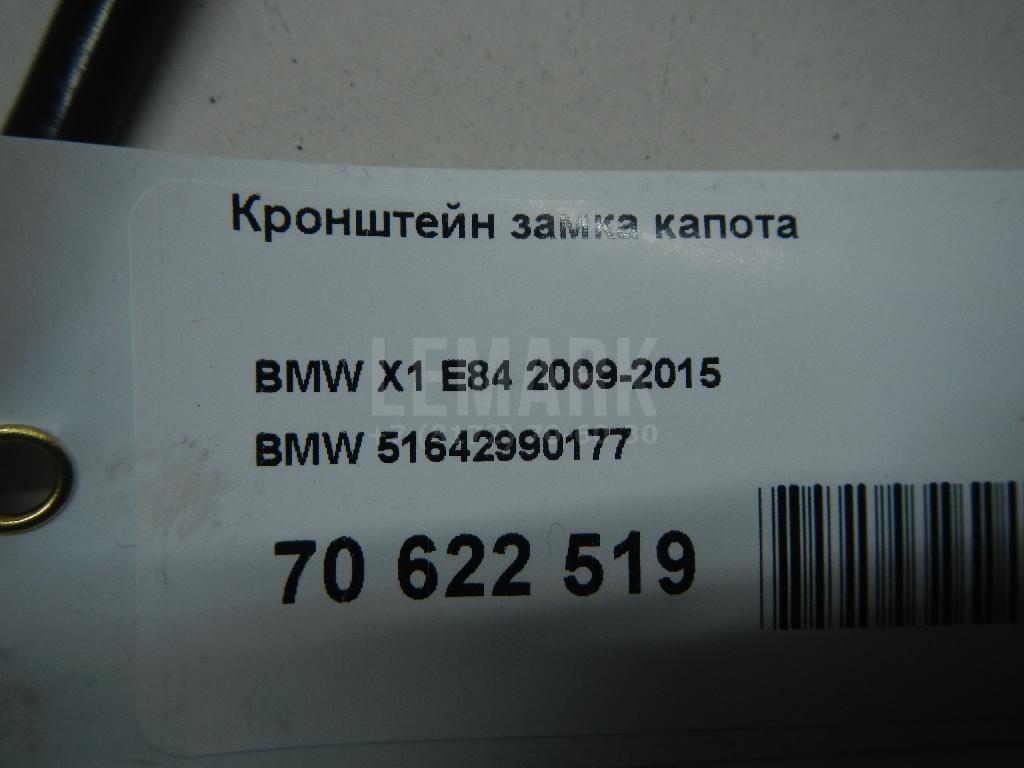 Кронштейн замка капота
LEMARK
BMW X1 E84 2009-2015
BMW 51642990177
70 622 519